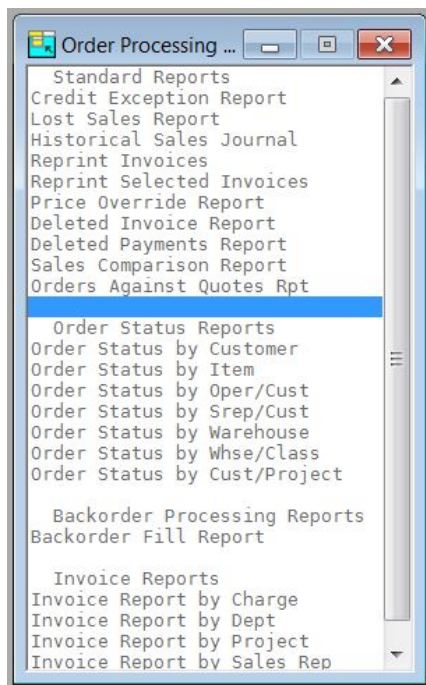 Order Processing ...
Standard Reports
Credit Exception Report
Lost Sales Report
Historical Sales Journal
Reprint Invoices
Reprint Selected Invoices
Price Override Report
Deleted Invoice Report
Deleted Payments Report
Sales Comparison Report
Orders Against Quotes Rpt
Order Status Reports
Order Status by Customer
Order Status by Item
Order Status by Oper/Cust
Order Status by Srep/Cust
Order Status by Warehouse
Order Status by Whse/Class
Order Status by Cust/Project
Backorder Processing Reports
Backorder Fill Report
Invoice Reports
Invoice Report by Charge
Invoice Report by Dept
Invoice Report by Project
Invoice Report by Sales Rep